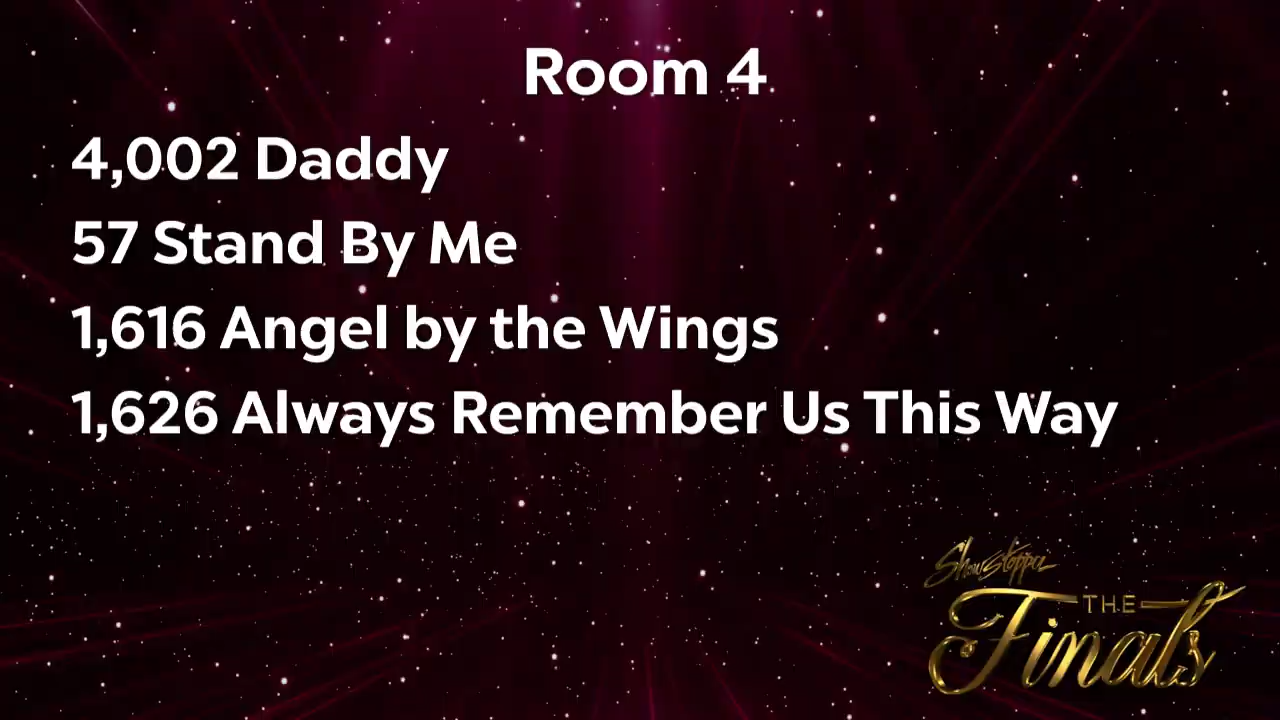 Room 4
4,002 Daddy
57 Stand By Me
1,616 Angel by the Wings
1,626 Always Remember Us This Way
Showstopper
THE
Finals